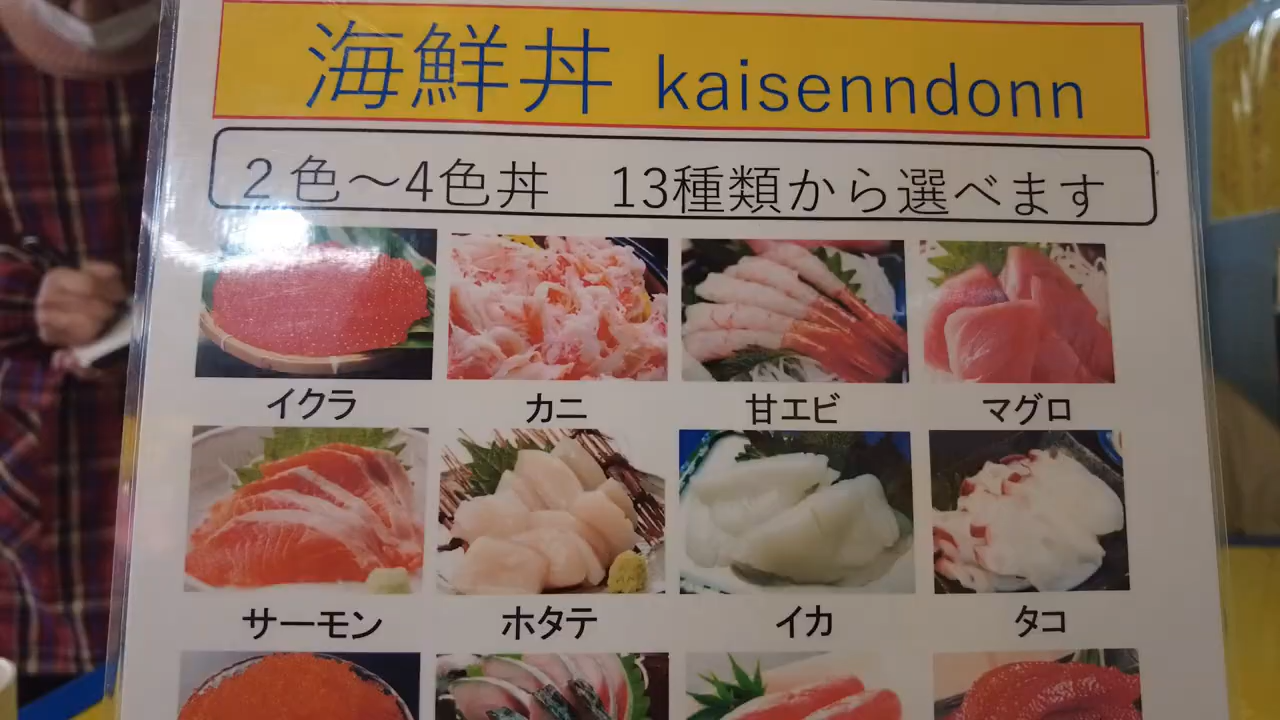 海鮮丼 kaisenndonn
2色～4色丼 13種類から選べます
イクラ
カニ
甘エビ
マグロ
サーモン
ホタテ
イカ
タコ